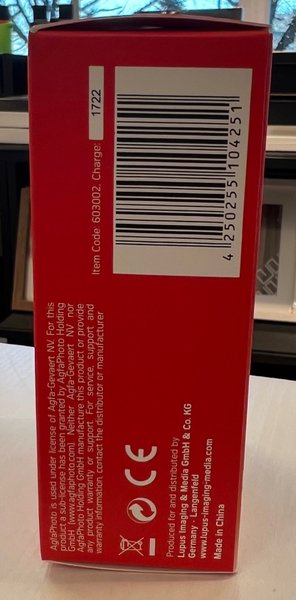 Item Code: 603002. Charge: 1722
4 250255 104251
AgfaPhoto is used under license of Agfa-Gevaert NV. For this
product a sub-license has been granted by AgfaPhoto Holding
GmbH (www.agfaphoto.com). Neither Agfa-Gevaert NV nor
AgfaPhoto Holding GmbH manufacture this product or provide
any product warranty or support. For service, support and
warranty information, contact the distributor or manufacturer
CE
Produced for and distributed by
Lupus Imaging & Media GmbH & Co. KG
Germany - Langenfeld
www.lupus-imaging-media.com
Made in China